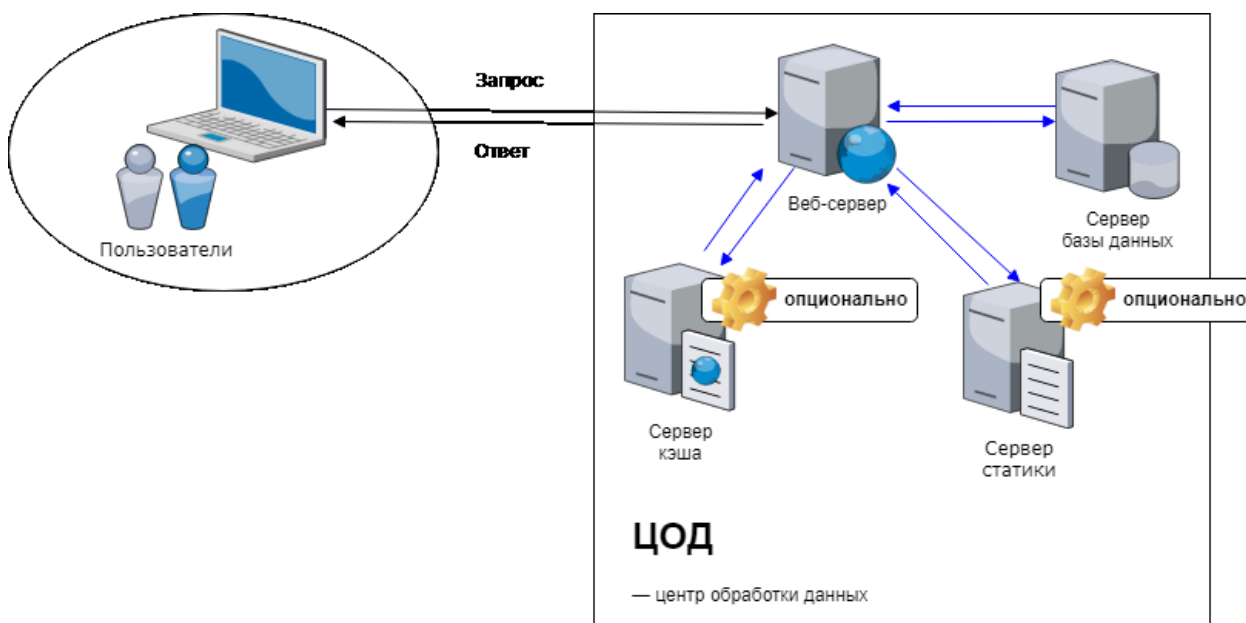 Запрос
Ответ
Пользователи
Веб-сервер
Сервер
базы данных
опционально
опционально
Сервер
кэша
Сервер
статики
ЦОД
— центр обработки данных